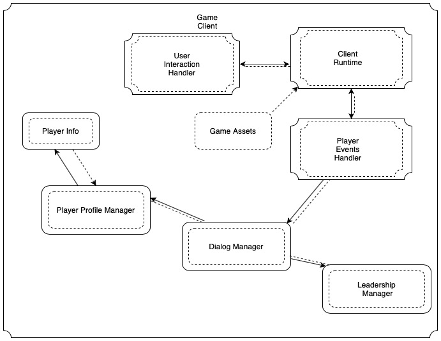 Game
Client
User
Interaction
Handler
Client
Runtime
Game Assets
Player Info
Player
Events
Handler
Player Profile Manager
Dialog Manager
Leadership
Manager